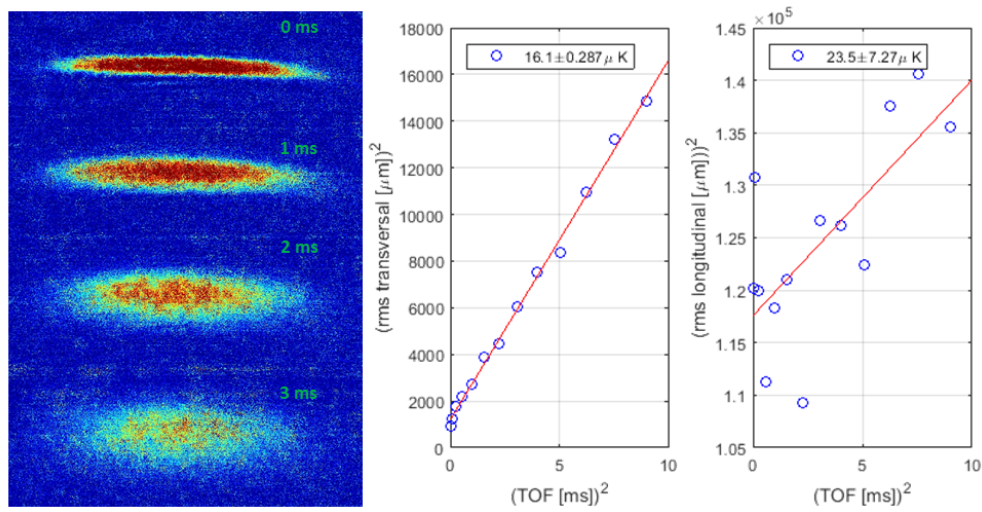 0 ms
1 ms
2 ms
3 ms
18000
16000
14000
12000
10000
8000
6000
4000
2000
0
(rms transversal [μm])²
16.1±0.287μ K
0 5 10
(TOF [ms])²
×10⁵
1.45
1.4
1.35
1.3
1.25
1.2
1.15
1.1
1.05
(rms longitudinal [μm]))²
23.5±7.27μ K
0 5 10
(TOF [ms])²